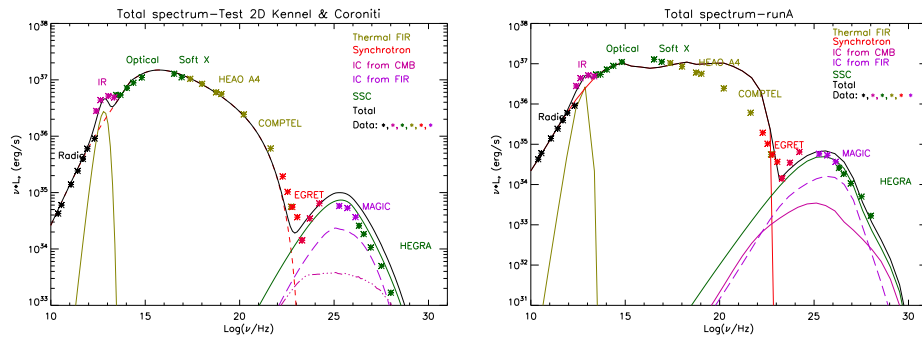 Total spectrum-Test 2D Kennel & Coroniti
10^38
10^37
10^36
10^35
10^34
10^33
ν*Lν (erg/s)
10
15
20
25
30
Log(ν/Hz)
Radio
IR
Optical
Soft X
HEAO A4
COMPTEL
EGRET
MAGIC
HEGRA
Thermal FIR
Synchrotron
IC from CMB
IC from FIR
SSC
Total
Data: *,*,*,*,*,*
Total spectrum-runA
10^38
10^37
10^36
10^35
10^34
10^33
10^32
10^31
ν*Lν (erg/s)
10
15
20
25
30
Log(ν/Hz)
Radio
IR
Optical
Soft X
HEAO A4
COMPTEL
EGRET
MAGIC
HEGRA
Thermal FIR
Synchrotron
IC from CMB
IC from FIR
SSC
Total
Data: *,*,*,*,*,*